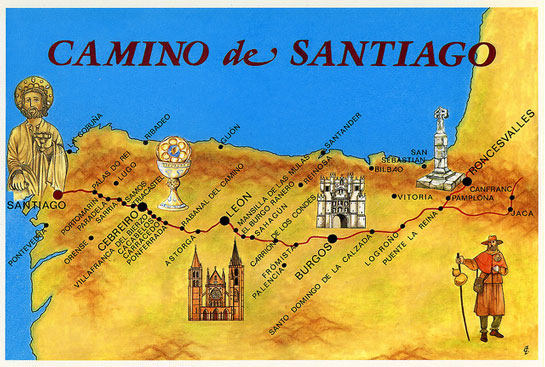 CAMINO de SANTIAGO
LA CORUÑA
RIBADEO
GIJON
SANTANDER
SAN
SEBASTIAN
BILBAO
RONCESVALLES
CANFRANC
PAMPLONA
JACA
VITORIA
PUENTE LA REINA
LOGROÑO
SANTO DOMINGO DE LA CALZADA
BURGOS
REINOSA
PALENCIA
FROMISTA
CARRION DE LOS CONDES
SAHAGUN
EL BURGO RANERO
MANSILLA DE LAS MULAS
LEON
ASTORGA
RABANAL DEL CAMINO
PONFERRADA
CACABELOS
VILLAFRANCA DEL BIERZO
CEBREIRO
TRICASTE
SAMOS
SARRIA
LUGO
PARADELA
PORTOMARIN
PALAS DO REI
ORENSE
SANTIAGO
PONTEVEDRA